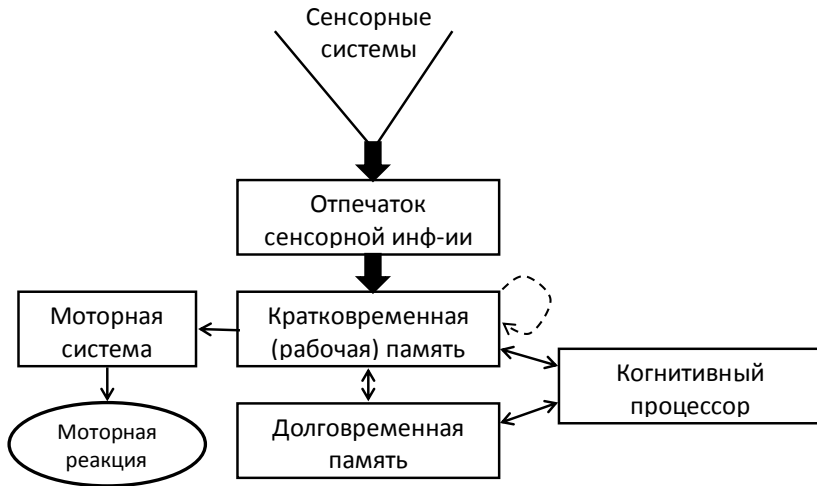 Сенсорные
системы
Отпечаток
сенсорной инф-ии
Моторная
система
Кратковременная
(рабочая) память
Когнитивный
процессор
Моторная
реакция
Долговременная
память